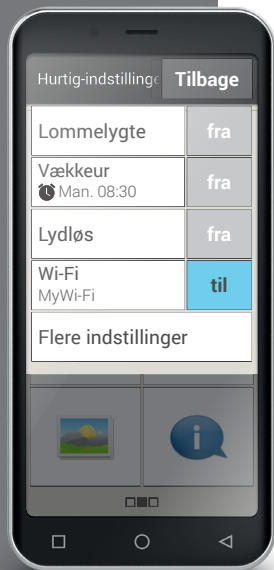 Hurtig-indstillinge Tilbage
Lommelygte fra
Vækkeur
Man. 08:30 fra
Lydløs fra
Wi-Fi
MyWi-Fi til
Flere indstillinger
i